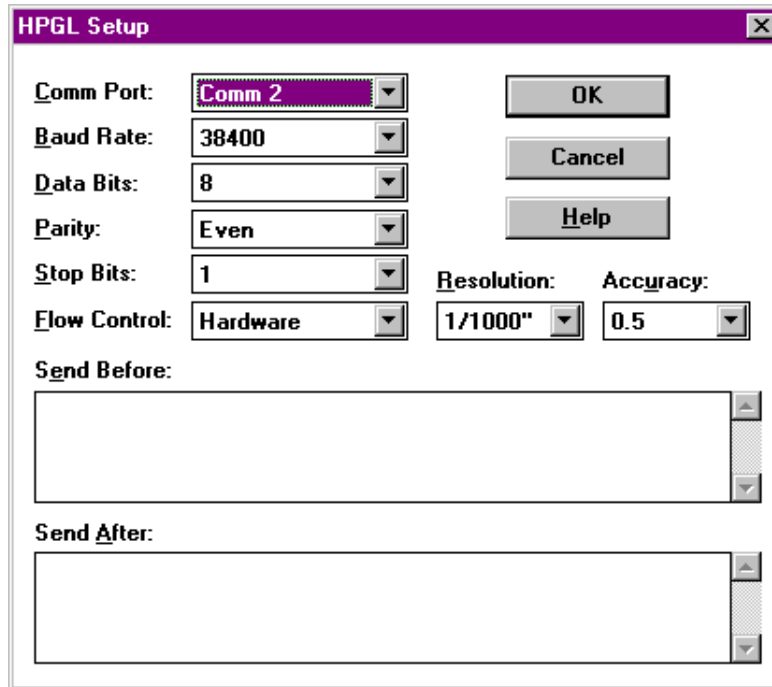 HPGL Setup
Comm Port: Comm 2
Baud Rate: 38400
Data Bits: 8
Parity: Even
Stop Bits: 1
Flow Control: Hardware
OK
Cancel
Help
Resolution: Accuracy:
1/1000" 0.5
Send Before:
Send After: